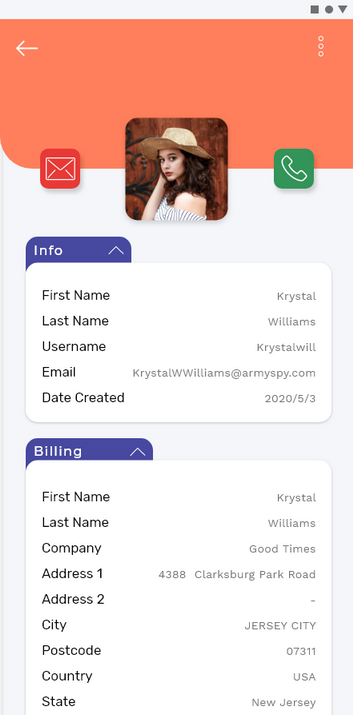 Info
First Name Krystal
Last Name Williams
Username Krystalwill
Email KrystalWWilliams@armyspy.com
Date Created 2020/5/3
Billing
First Name Krystal
Last Name Williams
Company Good Times
Address 1 4388 Clarksburg Park Road
Address 2 -
City JERSEY CITY
Postcode 07311
Country USA
State New Jersey